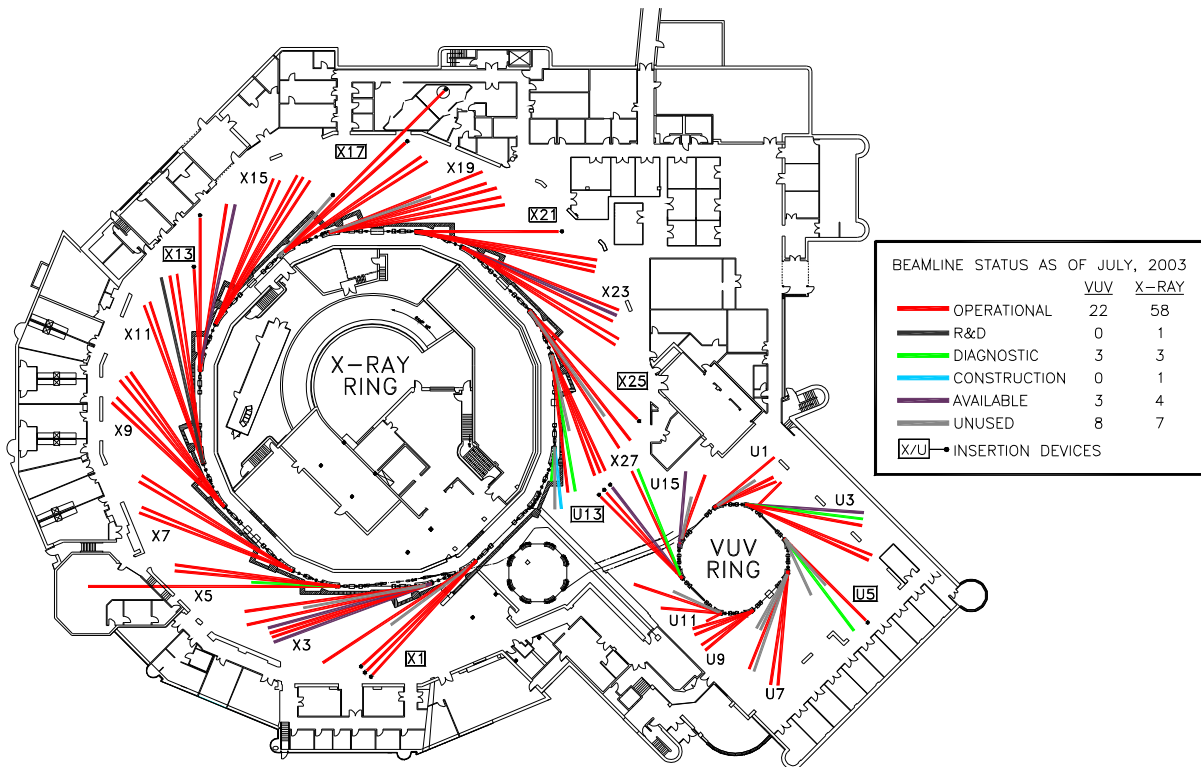 X17
X19
X15
X21
X13
BEAMLINE STATUS AS OF JULY, 2003
VUV X-RAY
OPERATIONAL 22 58
R&D 0 1
DIAGNOSTIC 3 3
CONSTRUCTION 0 1
AVAILABLE 3 4
UNUSED 8 7
X/U INSERTION DEVICES
X23
X11
X-RAY
RING
X25
X9
X27
U1
U15
U3
U13
X7
VUV
RING
X5
U5
U11
X3
U9
X1
U7